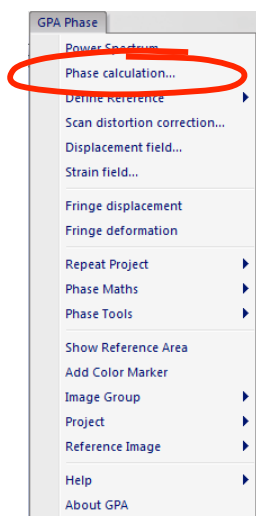 GPA Phase
Power Spectrum...
Phase calculation...
Define Reference
Scan distortion correction...
Displacement field...
Strain field...
Fringe displacement
Fringe deformation
Repeat Project
Phase Maths
Phase Tools
Show Reference Area
Add Color Marker
Image Group
Project
Reference Image
Help
About GPA